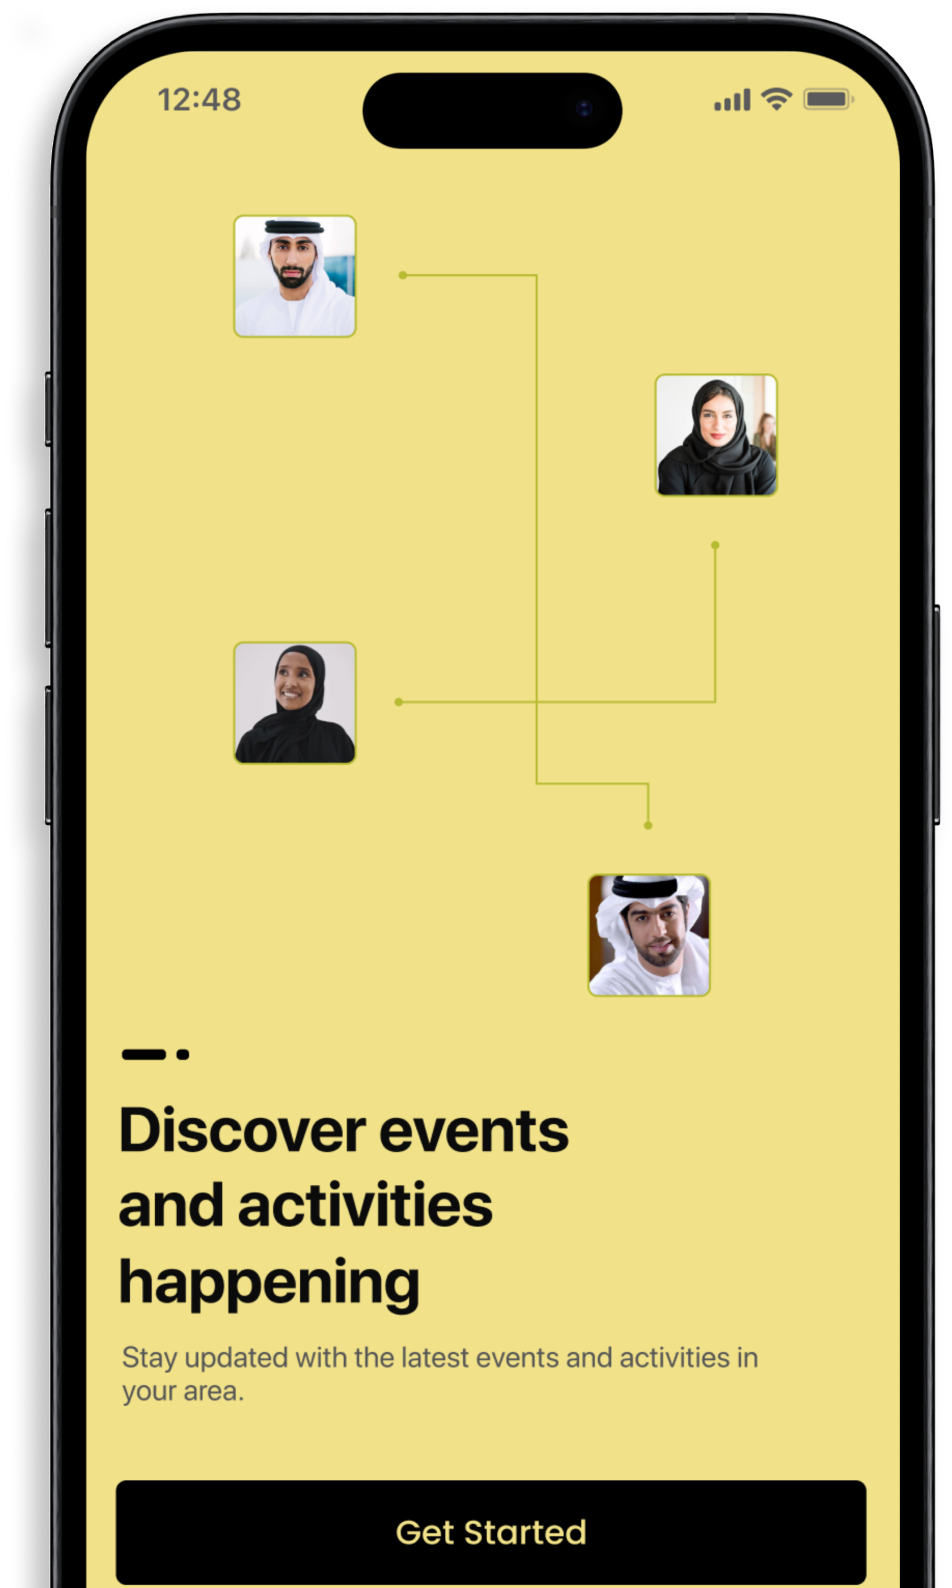 12:48
Discover events
and activities
happening
Stay updated with the latest events and activities in
your area.
Get Started